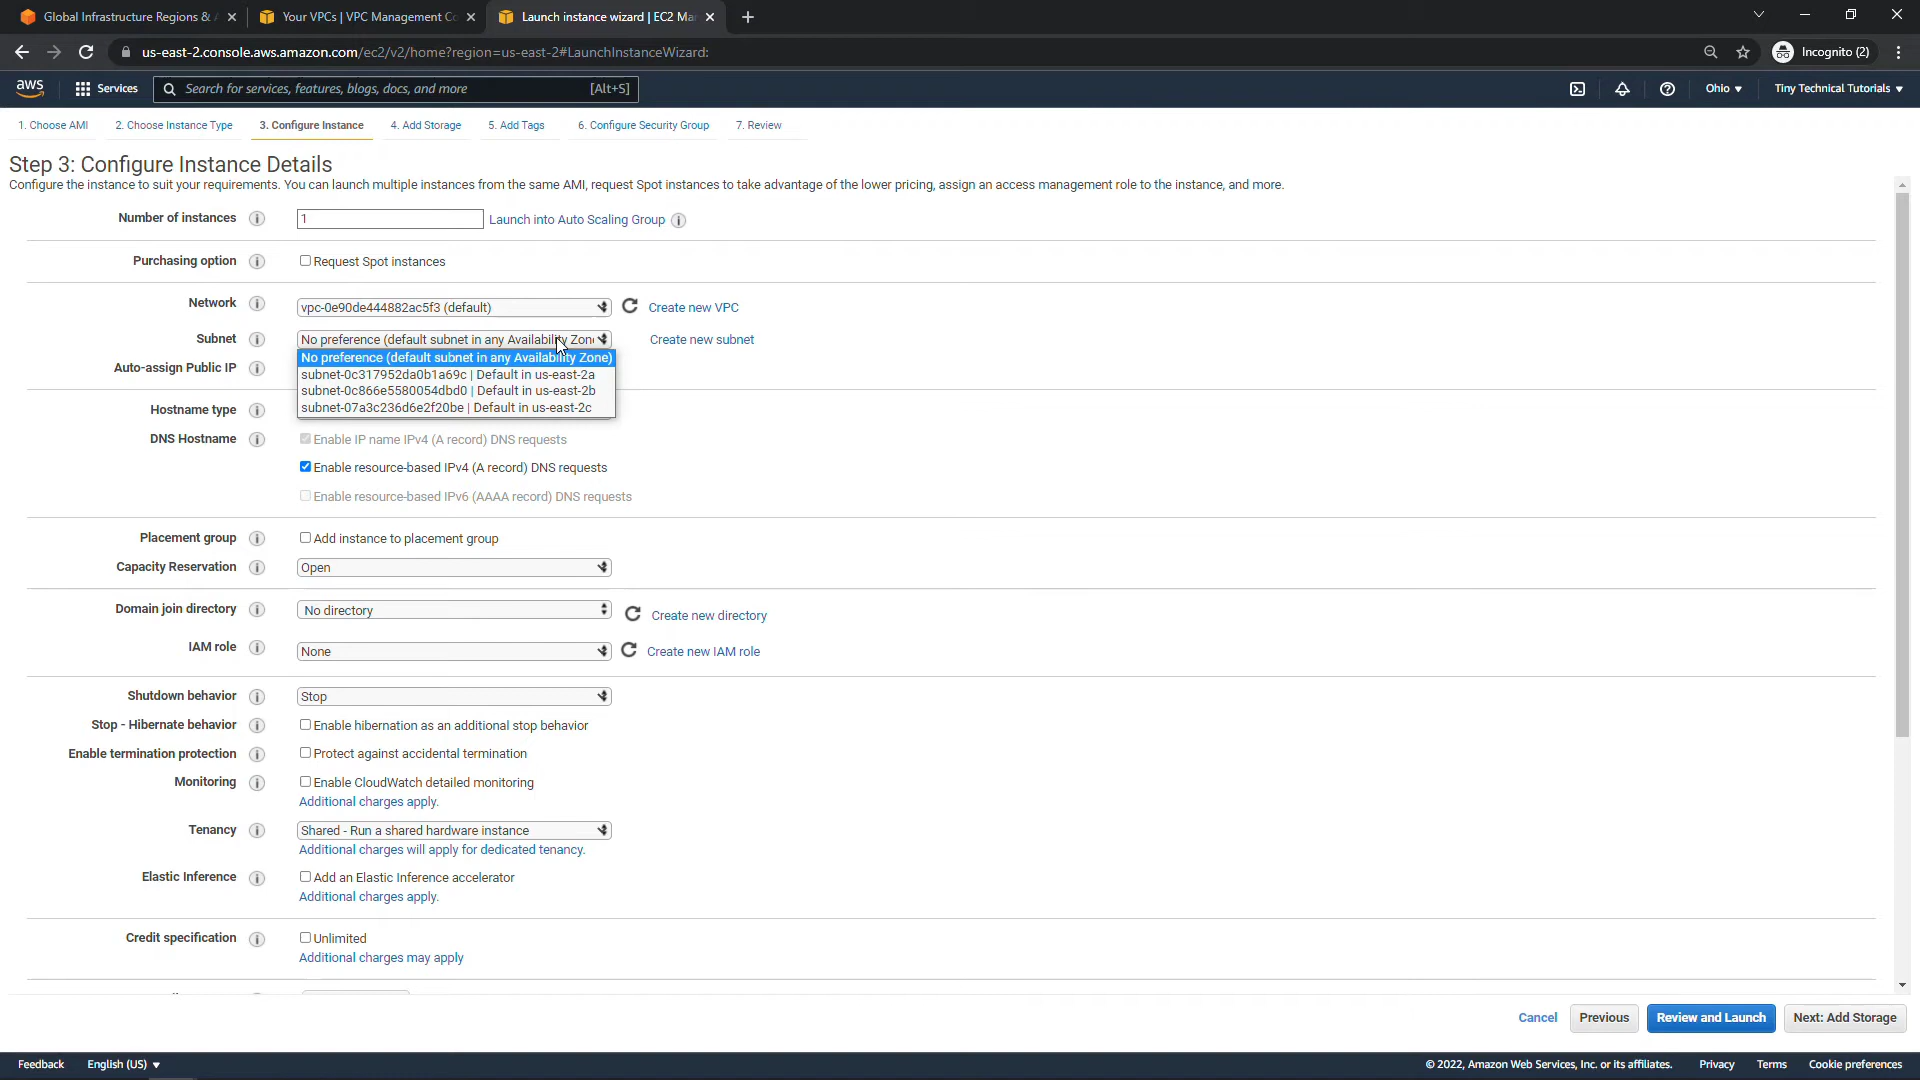 Global Infrastructure Regions & A
Your VPCs | VPC Management Co
Launch instance wizard | EC2 Man
us-east-2.console.aws.amazon.com/ec2/v2/home?region=us-east-2#LaunchInstanceWizard:
Incognito (2)
aws
Services
Search for services, features, blogs, docs, and more
[Alt+S]
Ohio
Tiny Technical Tutorials
1. Choose AMI
2. Choose Instance Type
3. Configure Instance
4. Add Storage
5. Add Tags
6. Configure Security Group
7. Review
Step 3: Configure Instance Details
Configure the instance to suit your requirements. You can launch multiple instances from the same AMI, request Spot instances to take advantage of the lower pricing, assign an access management role to the instance, and more.
Number of instances
1
Launch into Auto Scaling Group
Purchasing option
Request Spot instances
Network
vpc-0e90de444882ac5f3 (default)
Create new VPC
Subnet
No preference (default subnet in any Availability Zon
Create new subnet
No preference (default subnet in any Availability Zone)
subnet-0c317952da0b1a69c | Default in us-east-2a
subnet-0c866e5580054dbd0 | Default in us-east-2b
subnet-07a3c236d6e2f20be | Default in us-east-2c
Auto-assign Public IP
Hostname type
DNS Hostname
Enable IP name IPv4 (A record) DNS requests
Enable resource-based IPv4 (A record) DNS requests
Enable resource-based IPv6 (AAAA record) DNS requests
Placement group
Add instance to placement group
Capacity Reservation
Open
Domain join directory
No directory
Create new directory
IAM role
None
Create new IAM role
Shutdown behavior
Stop
Stop - Hibernate behavior
Enable hibernation as an additional stop behavior
Enable termination protection
Protect against accidental termination
Monitoring
Enable CloudWatch detailed monitoring
Additional charges apply.
Tenancy
Shared - Run a shared hardware instance
Additional charges will apply for dedicated tenancy.
Elastic Inference
Add an Elastic Inference accelerator
Additional charges apply.
Credit specification
Unlimited
Additional charges may apply
Cancel
Previous
Review and Launch
Next: Add Storage
Feedback
English (US)
© 2022, Amazon Web Services, Inc. or its affiliates.
Privacy
Terms
Cookie preferences